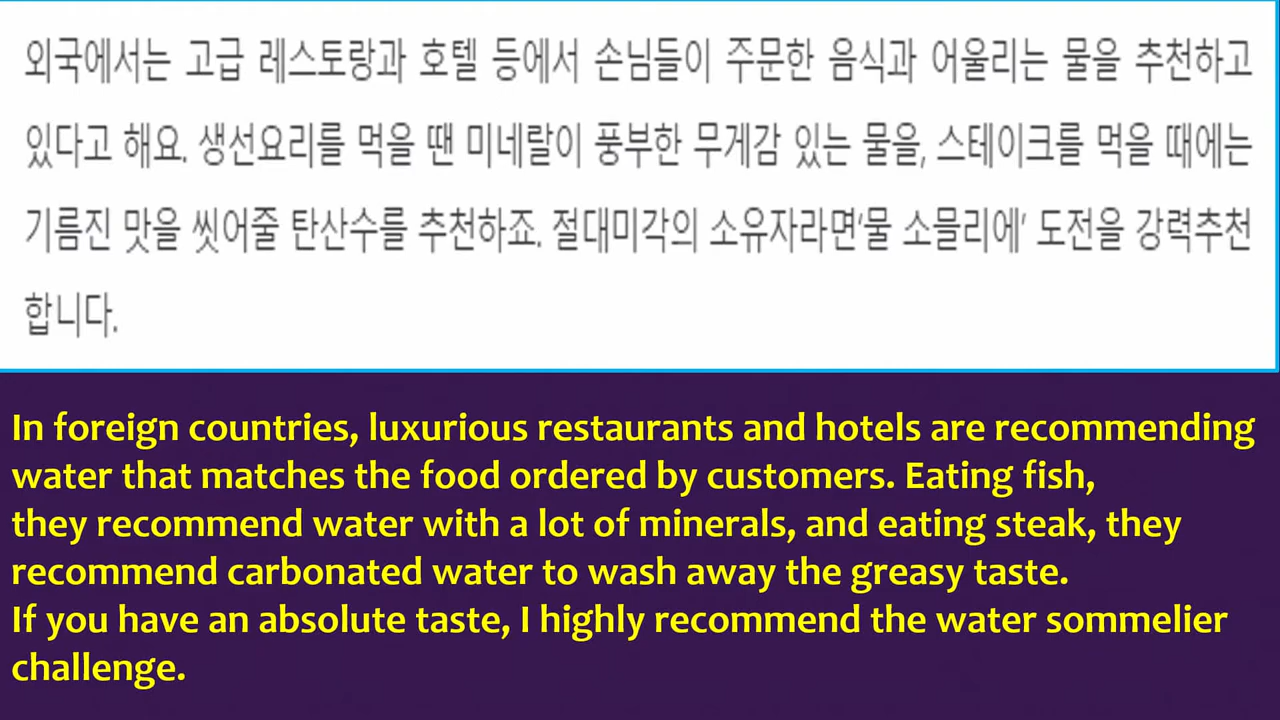 외국에서는 고급 레스토랑과 호텔 등에서 손님들이 주문한 음식과 어울리는 물을 추천하고
있다고 해요. 생선요리를 먹을 땐 미네랄이 풍부한 무게감 있는 물을, 스테이크를 먹을 때에는
기름진 맛을 씻어줄 탄산수를 추천하죠. 절대미각의 소유자라면‘물 소믈리에’ 도전을 강력추천
합니다.
In foreign countries, luxurious restaurants and hotels are recommending
water that matches the food ordered by customers. Eating fish,
they recommend water with a lot of minerals, and eating steak, they
recommend carbonated water to wash away the greasy taste.
If you have an absolute taste, I highly recommend the water sommelier
challenge.